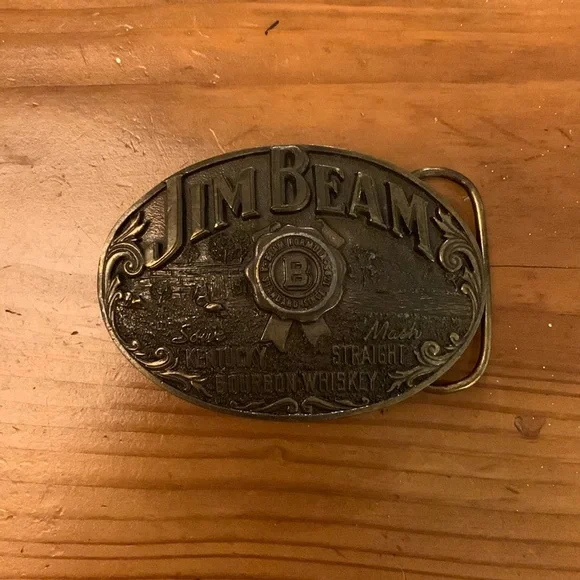 JIM BEAM
B
Sour Mash
KENTUCKY STRAIGHT
BOURBON WHISKEY